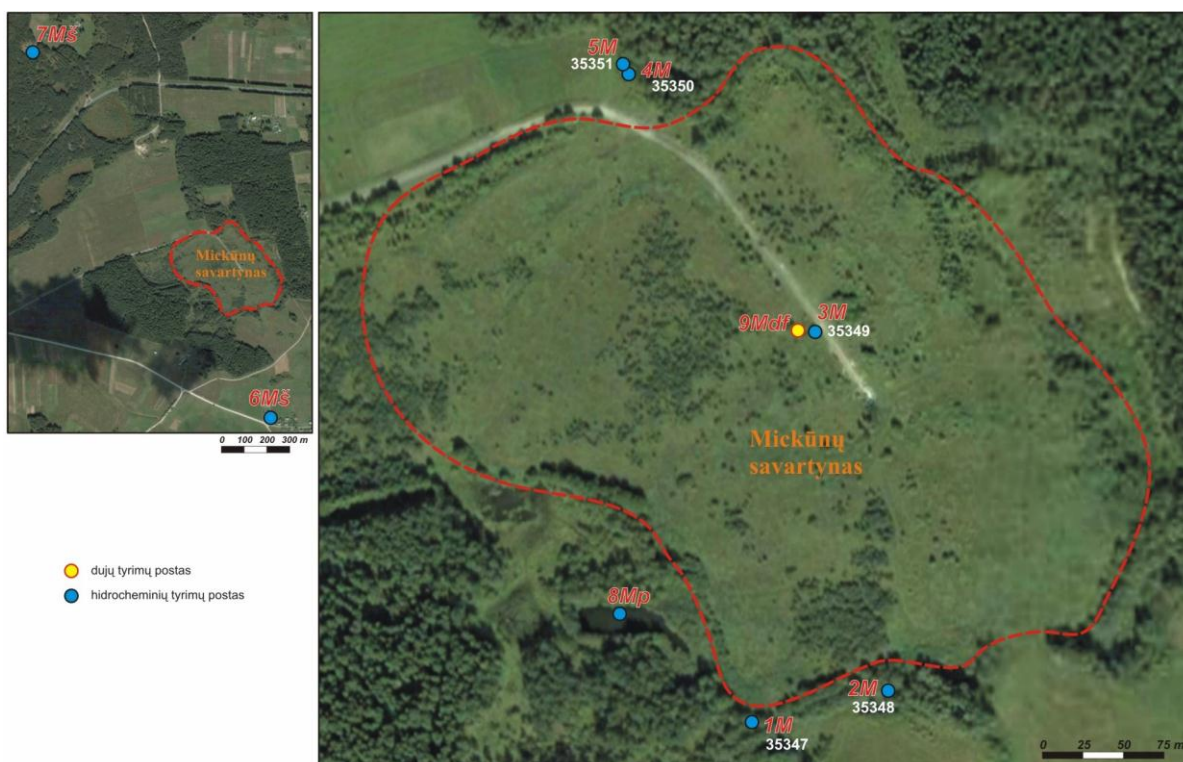 7Mš
Mickūnų
savartynas
6Mš
0 100 200 300 m
dujų tyrimų postas
hidrocheminių tyrimų postas
5M
35351
4M
35350
9Mdf
3M
35349
Mickūnų
savartynas
8Mp
2M
35348
1M
35347
0 25 50 75 m